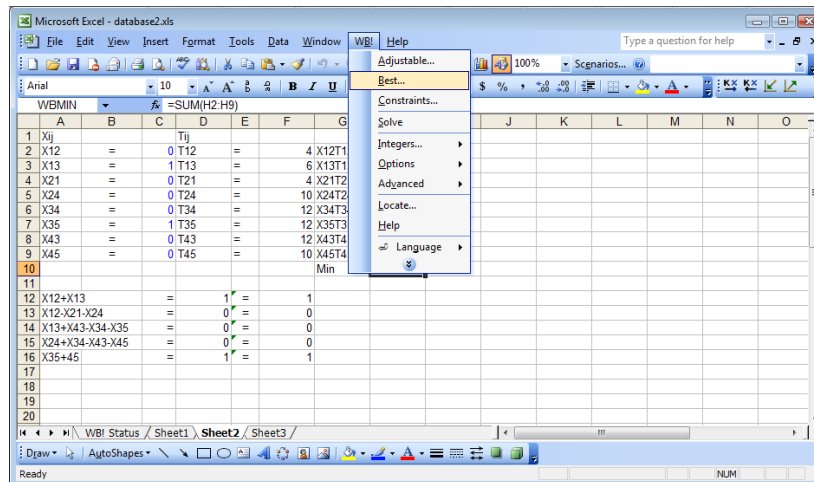 Microsoft Excel - database2.xls
File Edit View Insert Format Tools Data Window WB! Help Type a question for help
100% Scenarios...
Arial 10 B I U $ % ,
WBMIN fx =SUM(H2:H9)
Adjustable...
Best...
Constraints...
Solve
Integers...
Options
Advanced
Locate...
Help
Language
A B C D E F G J K L M N O
1 Xij Tij
2 X12 = 0 T12 = 4 X12T12
3 X13 = 1 T13 = 6 X13T1
4 X21 = 0 T21 = 4 X21T2
5 X24 = 0 T24 = 10 X24T2
6 X34 = 0 T34 = 12 X34T3
7 X35 = 1 T35 = 12 X35T3
8 X43 = 0 T43 = 12 X43T4
9 X45 = 0 T45 = 10 X45T4
10 Min
11
12 X12+X13 = 1 = 1
13 X12-X21-X24 = 0 = 0
14 X13+X43-X34-X35 = 0 = 0
15 X24+X34-X43-X45 = 0 = 0
16 X35+45 = 1 = 1
17
18
19
20
WB! Status Sheet1 Sheet2 Sheet3
Draw AutoShapes
Ready NUM